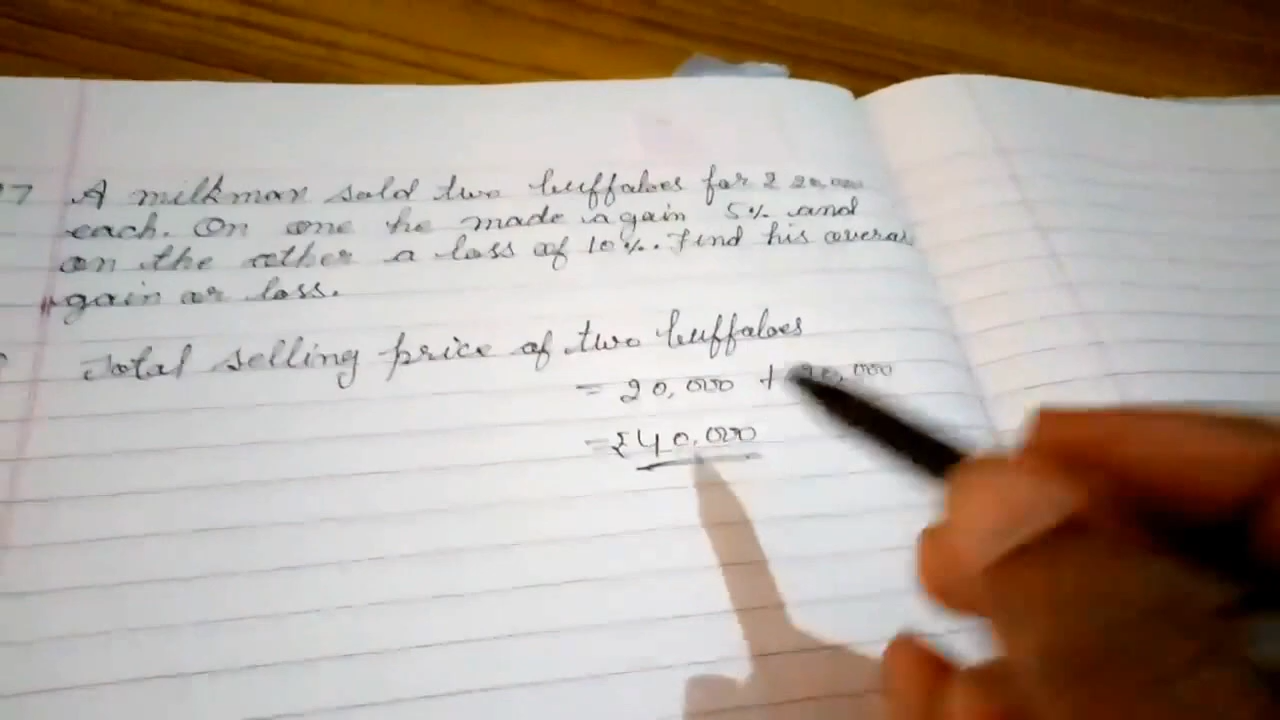 7 A milkman sold two buffaloes for ₹ 20,000
each. On one he made a gain 5% and
on the other a loss of 10%. Find his overal
gain or loss.
Total selling price of two buffaloes
= 20,000 + 20,000
= ₹ 40,000